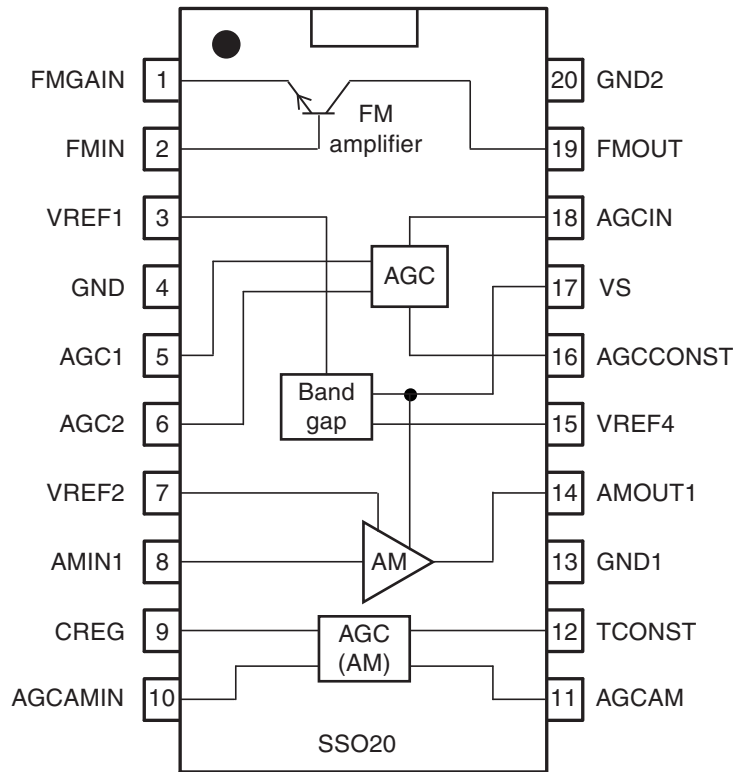 FMGAIN 1 20 GND2
FM
amplifier
FMIN 2 19 FMOUT
VREF1 3 18 AGCIN
AGC
GND 4 17 VS
AGC1 5 16 AGCCONST
Band
gap
AGC2 6 15 VREF4
VREF2 7 14 AMOUT1
AMIN1 8 AM 13 GND1
CREG 9 AGC 12 TCONST
(AM)
AGCAMIN 10 11 AGCAM
SSO20